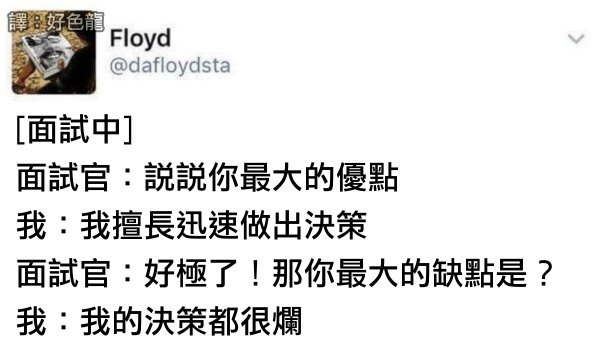 譯:好色龍
Floyd
@dafloydsta
[面試中]
面試官：説説你最大的優點
我：我擅長迅速做出決策
面試官：好極了！那你最大的缺點是？
我：我的決策都很爛